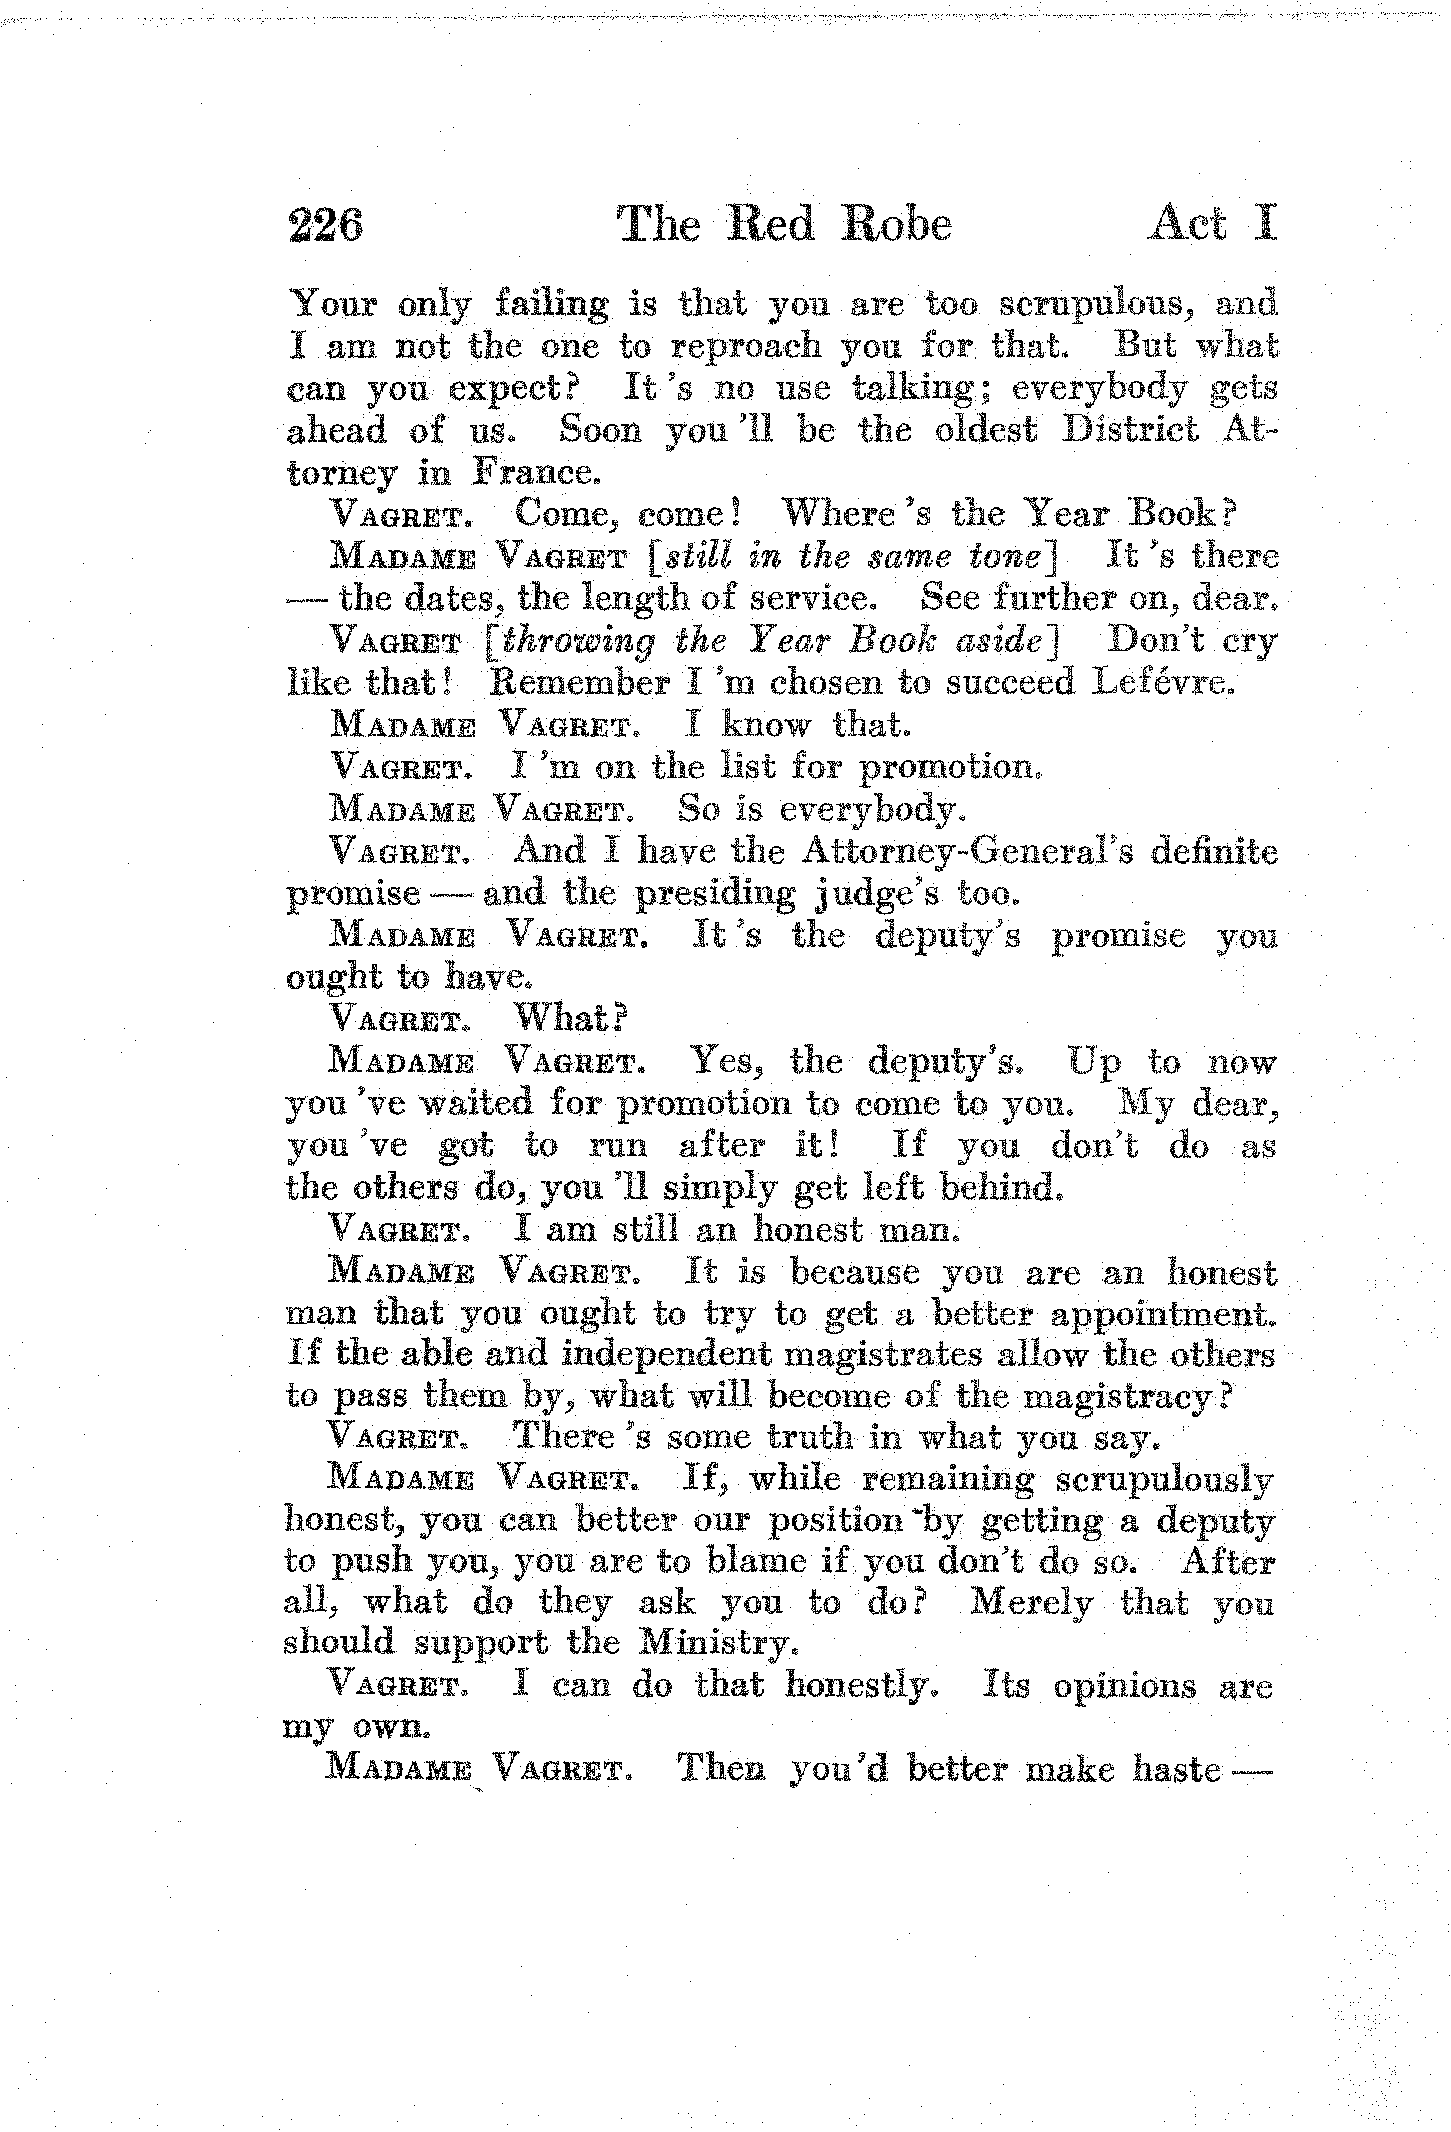 226 The Red Robe Act I
Your only failing is that you are too scrupulous, and
I am not the one to reproach you for that. But what
can you expect? It's no use talking; everybody gets
ahead of us. Soon you'll be the oldest District At-
torney in France.
VAGRET. Come, come! Where's the Year Book?
MADAME VAGRET [still in the same tone] It's there
— the dates, the length of service. See further on, dear.
VAGRET [throwing the Year Book aside] Don't cry
like that! Remember I'm chosen to succeed Lefévre.
MADAME VAGRET. I know that.
VAGRET. I'm on the list for promotion.
MADAME VAGRET. So is everybody.
VAGRET. And I have the Attorney-General's definite
promise — and the presiding judge's too.
MADAME VAGRET. It's the deputy's promise you
ought to have.
VAGRET. What?
MADAME VAGRET. Yes, the deputy's. Up to now
you've waited for promotion to come to you. My dear,
you've got to run after it! If you don't do as
the others do, you'll simply get left behind.
VAGRET. I am still an honest man.
MADAME VAGRET. It is because you are an honest
man that you ought to try to get a better appointment.
If the able and independent magistrates allow the others
to pass them by, what will become of the magistracy?
VAGRET. There's some truth in what you say.
MADAME VAGRET. If, while remaining scrupulously
honest, you can better our position by getting a deputy
to push you, you are to blame if you don't do so. After
all, what do they ask you to do? Merely that you
should support the Ministry.
VAGRET. I can do that honestly. Its opinions are
my own.
MADAME VAGRET. Then you'd better make haste —